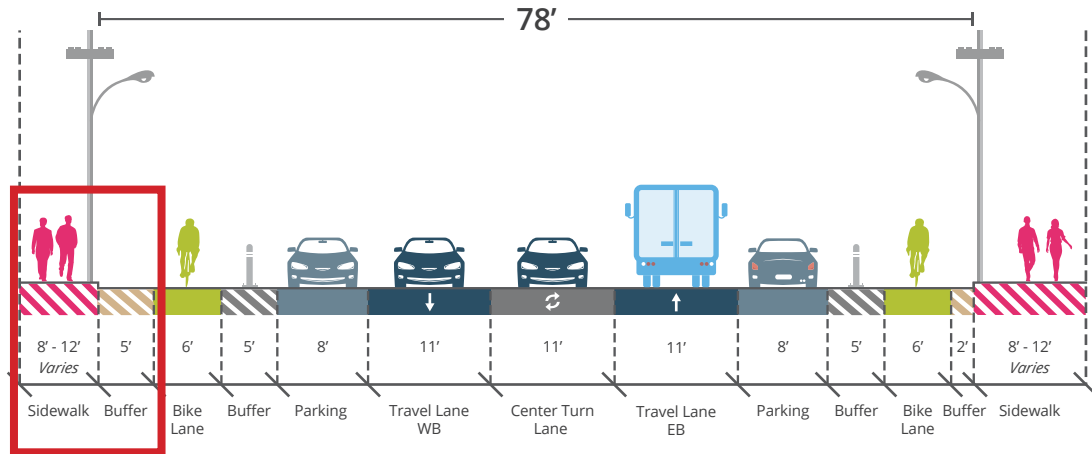 78’
8’ - 12’ 5’ 6’ 5’ 8’ 11’ 11’ 11’ 8’ 5’ 6’ 2’ 8’ - 12’
Varies Varies
Sidewalk Buffer Bike Buffer Parking Travel Lane Center Turn Travel Lane Parking Buffer Bike Buffer Sidewalk
Lane WB Lane EB Lane